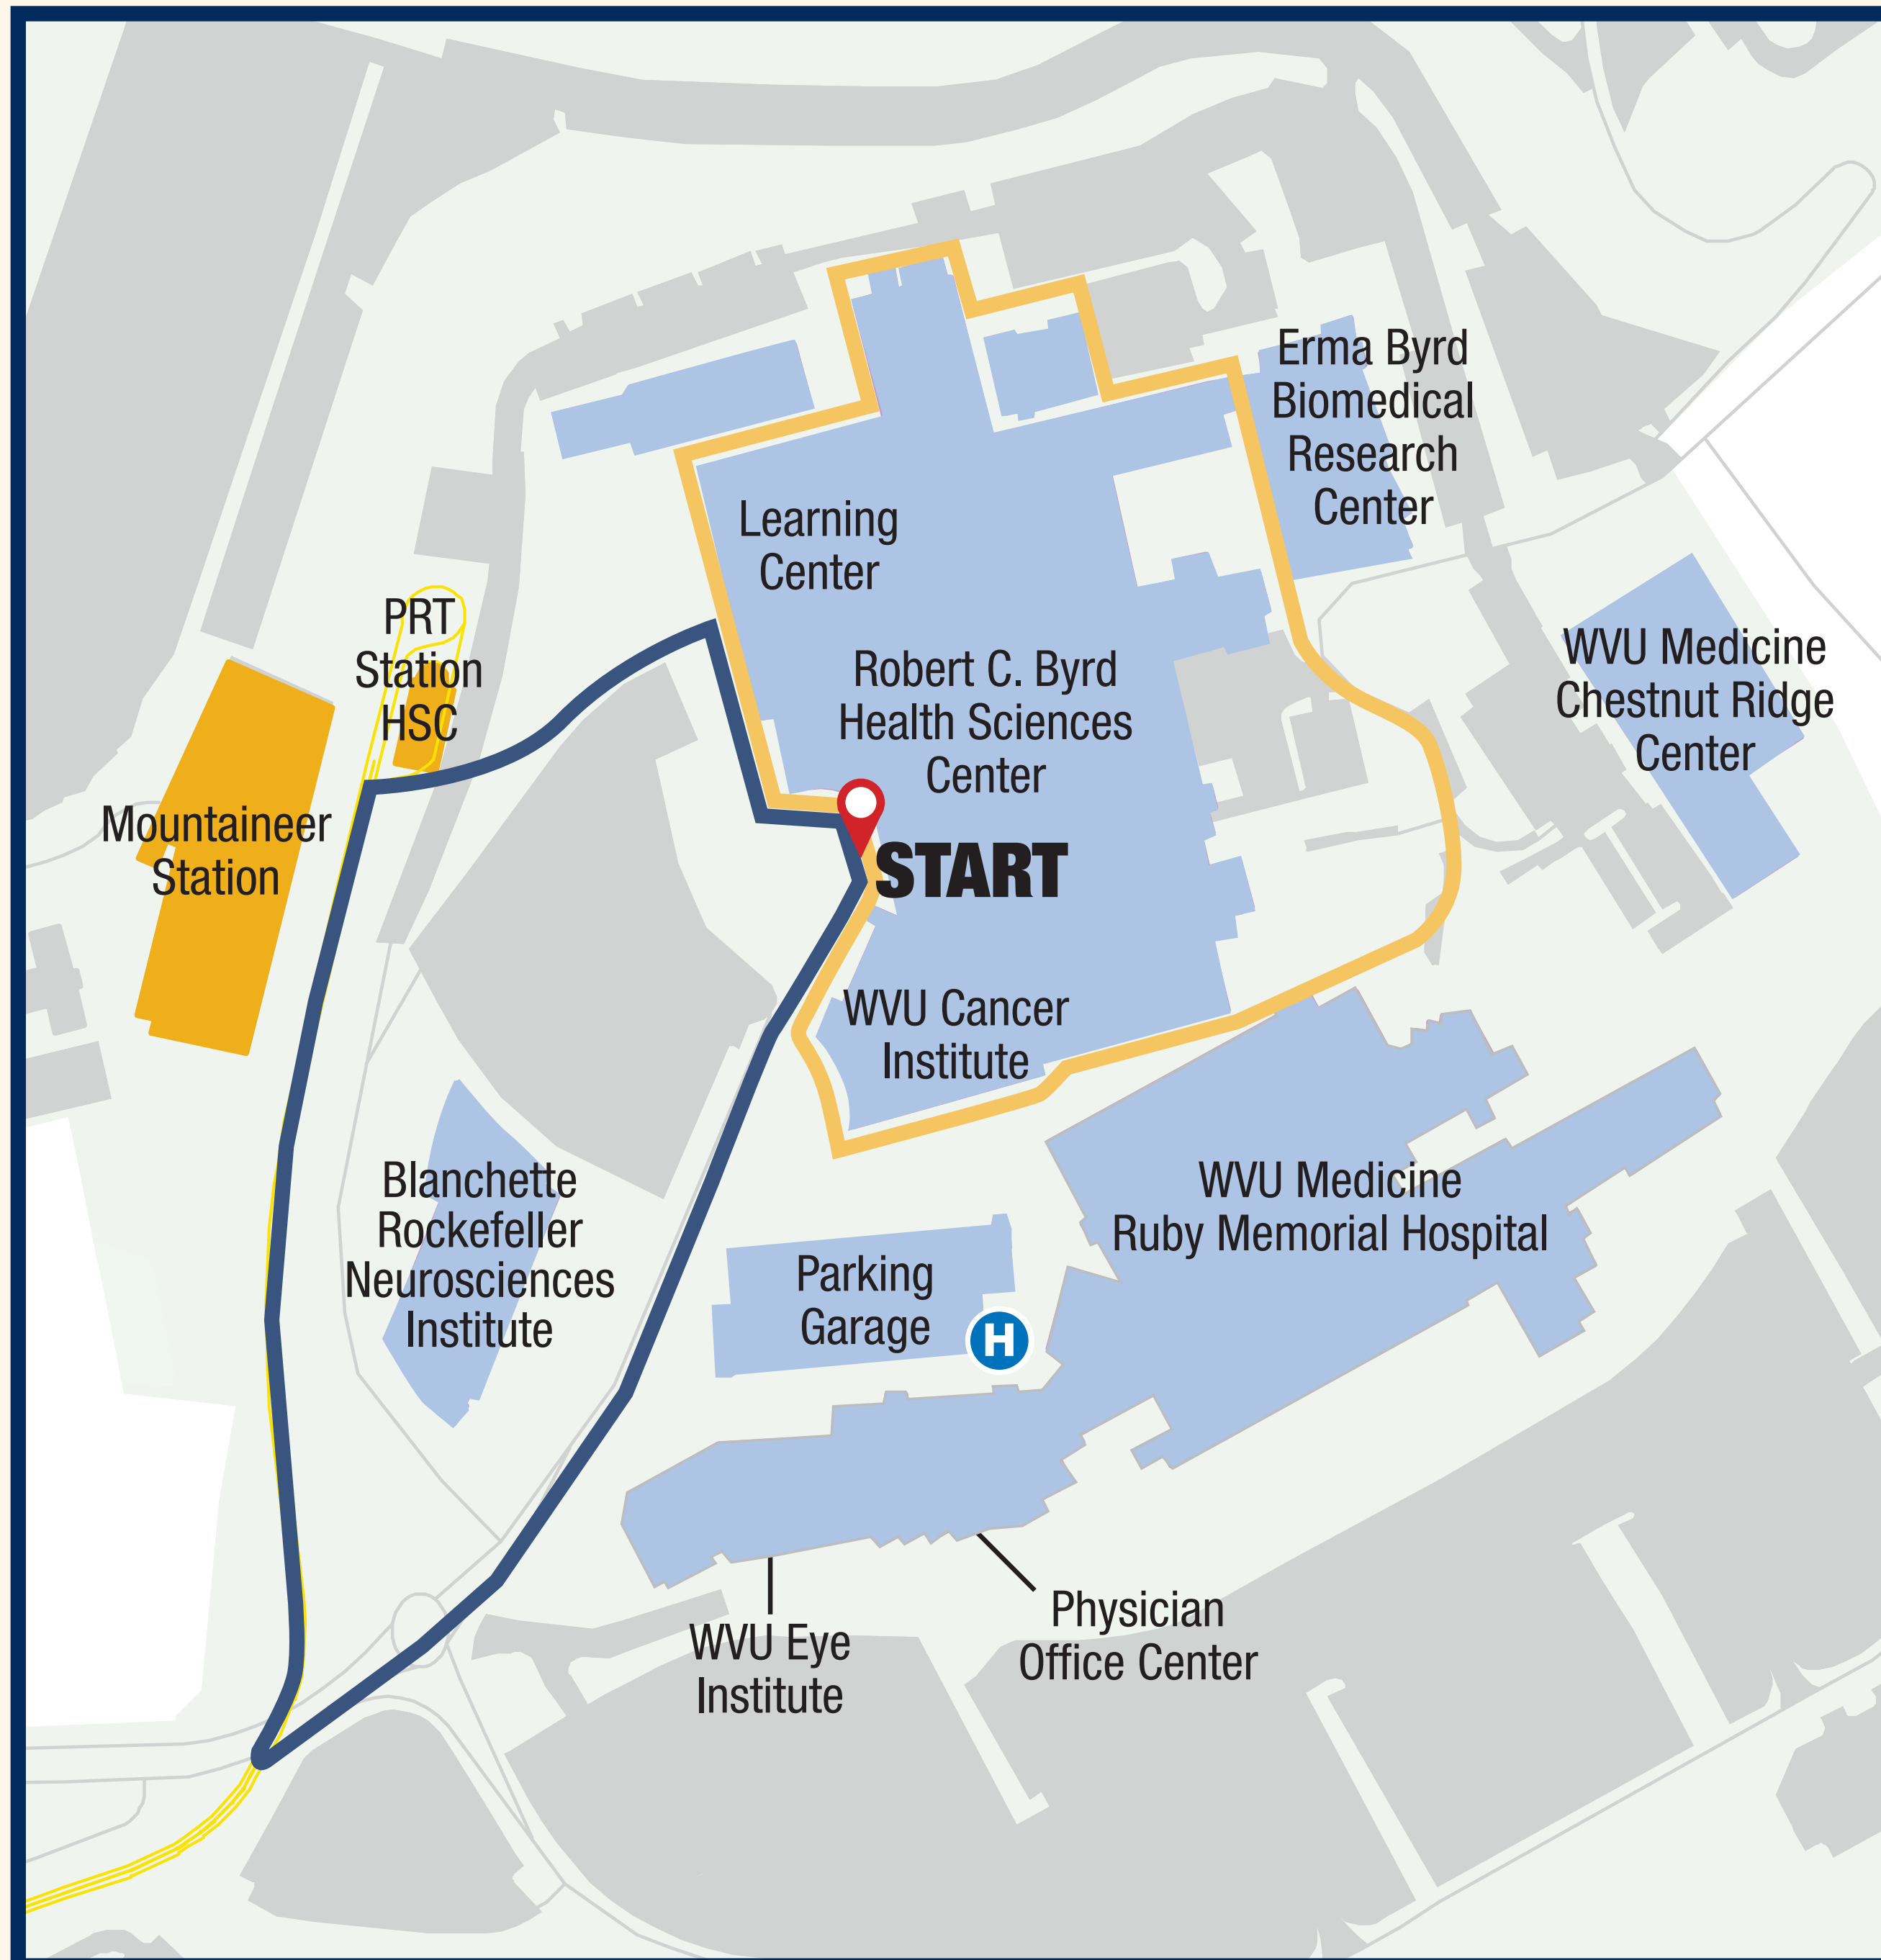 Erma Byrd
Biomedical
Research
Center
Learning
Center
PRT
Station
HSC
WVU Medicine
Chestnut Ridge
Center
Robert C. Byrd
Health Sciences
Center
Mountaineer
Station
START
WVU Cancer
Institute
Blanchette
Rockefeller
Neurosciences
Institute
WVU Medicine
Ruby Memorial Hospital
Parking
Garage
H
Physician
Office Center
WVU Eye
Institute